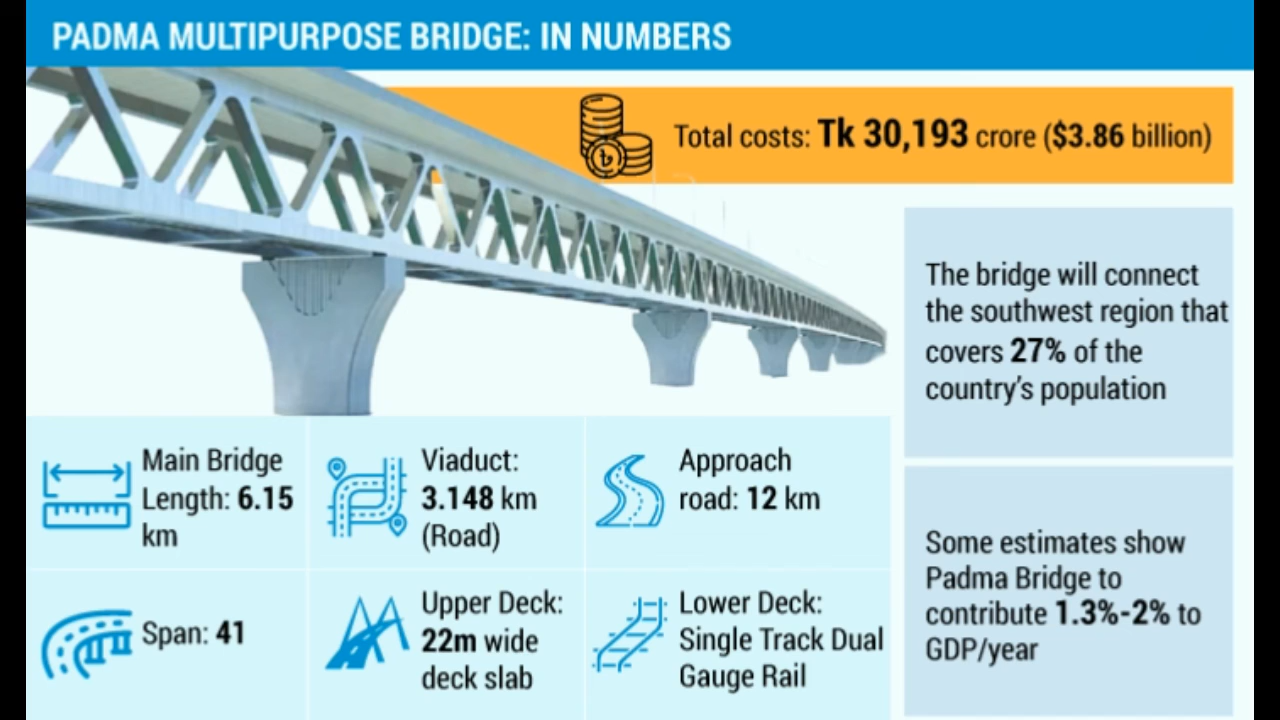 PADMA MULTIPURPOSE BRIDGE: IN NUMBERS
Total costs: Tk 30,193 crore ($3.86 billion)
The bridge will connect
the southwest region that
covers 27% of the
country's population
Main Bridge
Length: 6.15
km
Viaduct:
3.148 km
(Road)
Approach
road: 12 km
Span: 41
Upper Deck:
22m wide
deck slab
Lower Deck:
Single Track Dual
Gauge Rail
Some estimates show
Padma Bridge to
contribute 1.3%-2% to
GDP/year